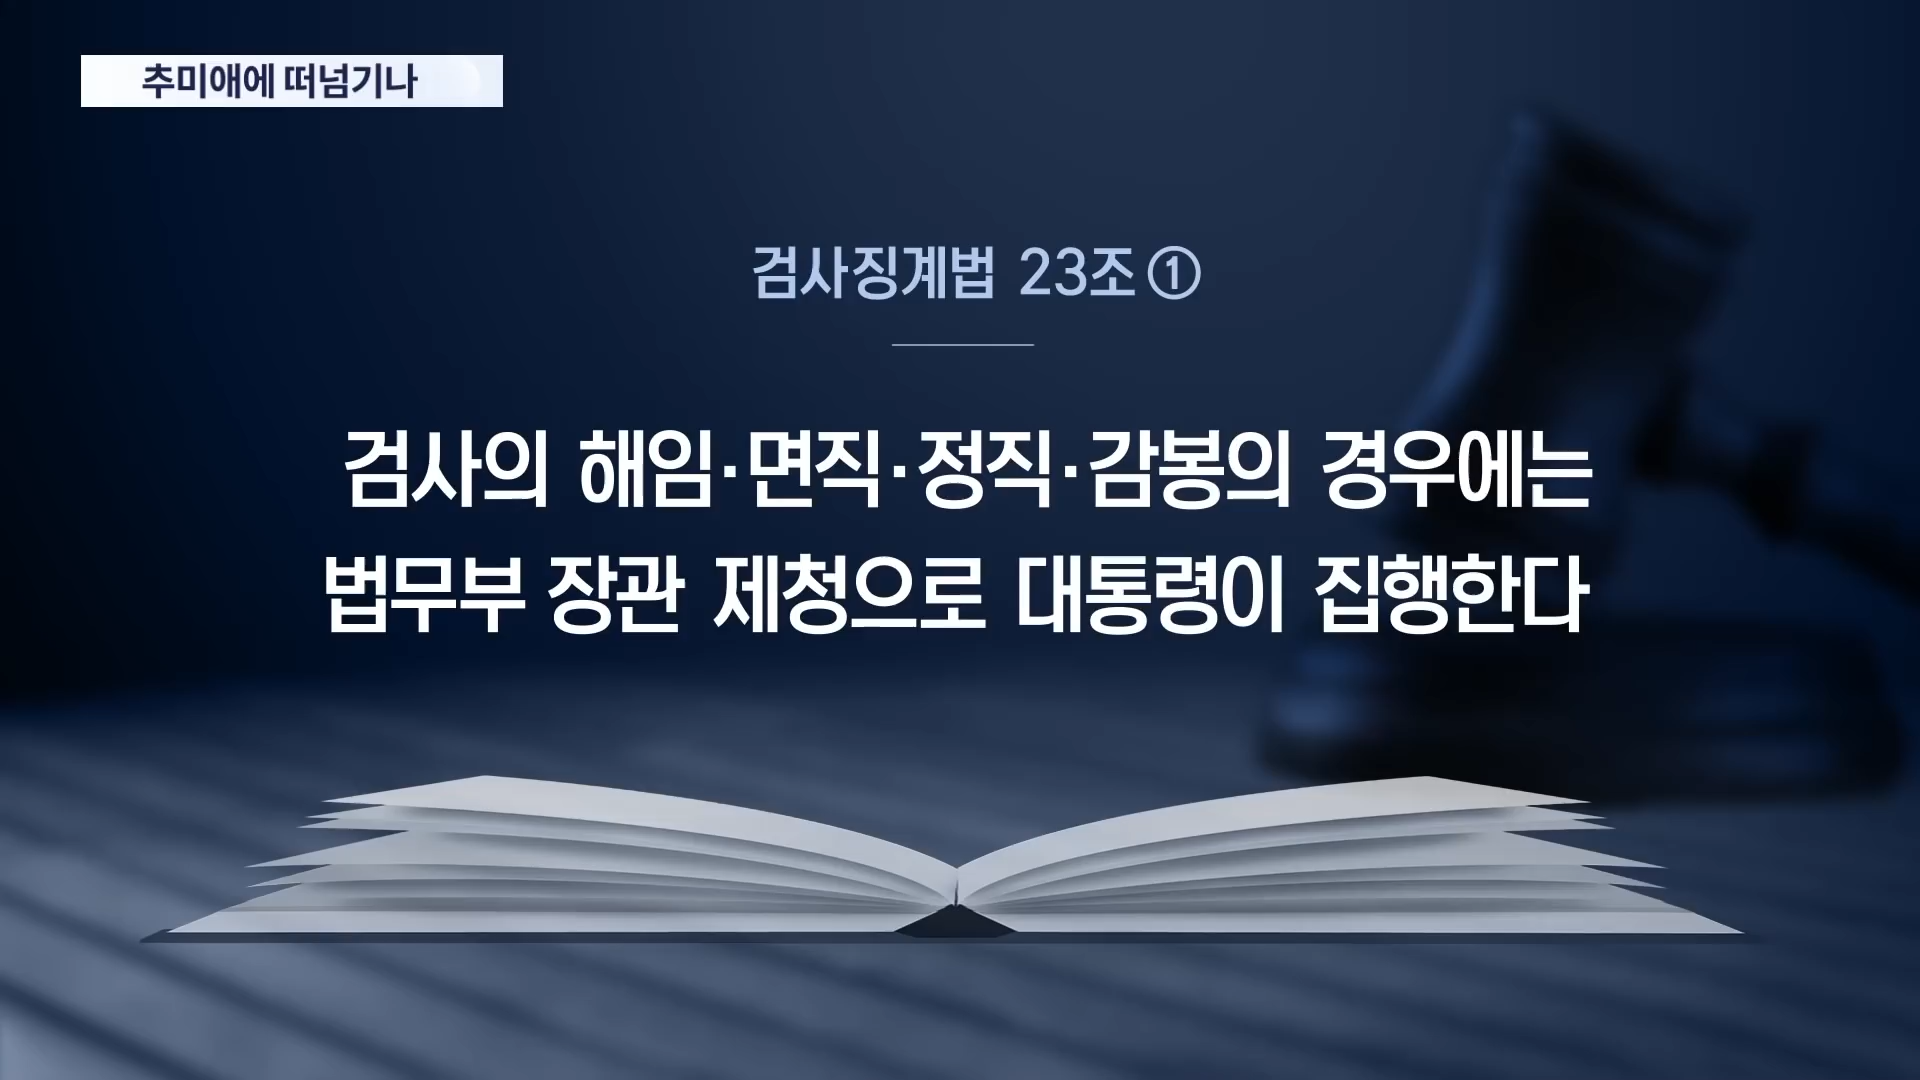 추미애에 떠넘기나
검사징계법 23조 ①
검사의 해임·면직·정직·감봉의 경우에는
법무부 장관 제청으로 대통령이 집행한다